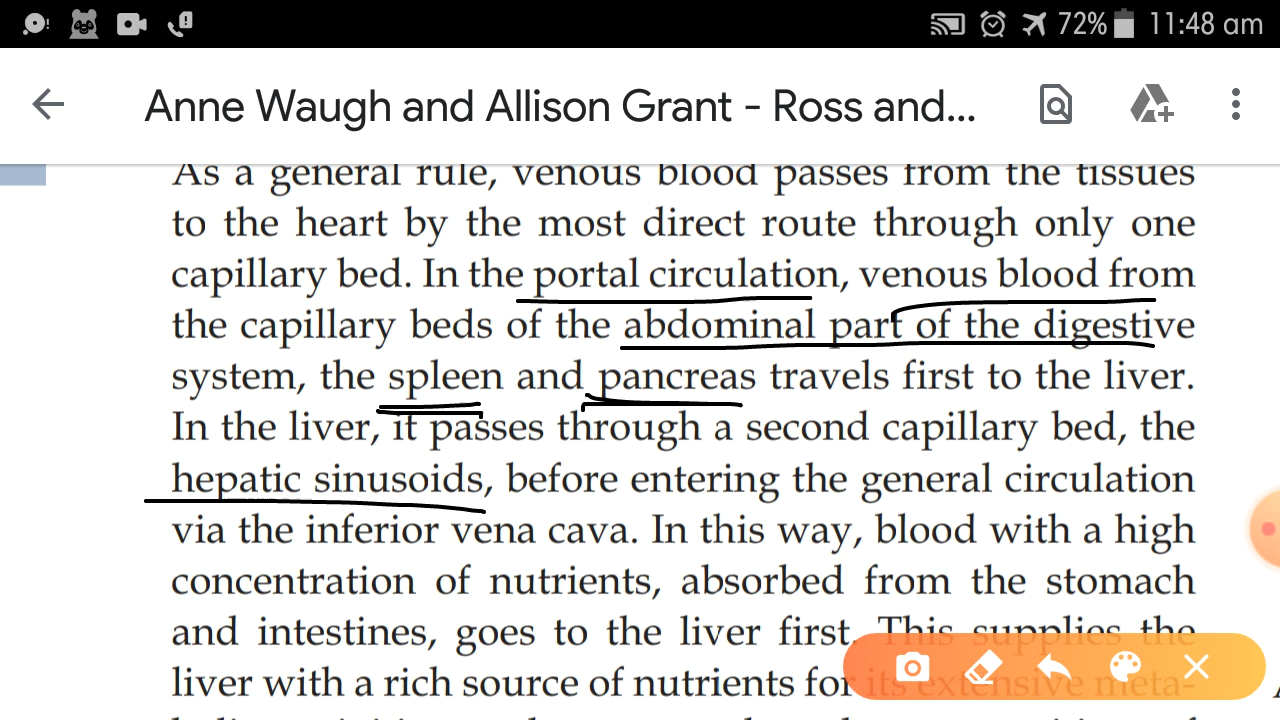 72% 11:48 am
Anne Waugh and Allison Grant - Ross and...
As a general rule, venous blood passes from the tissues
to the heart by the most direct route through only one
capillary bed. In the portal circulation, venous blood from
the capillary beds of the abdominal part of the digestive
system, the spleen and pancreas travels first to the liver.
In the liver, it passes through a second capillary bed, the
hepatic sinusoids, before entering the general circulation
via the inferior vena cava. In this way, blood with a high
concentration of nutrients, absorbed from the stomach
and intestines, goes to the liver first. This supplies the
liver with a rich source of nutrients for its extensive meta-